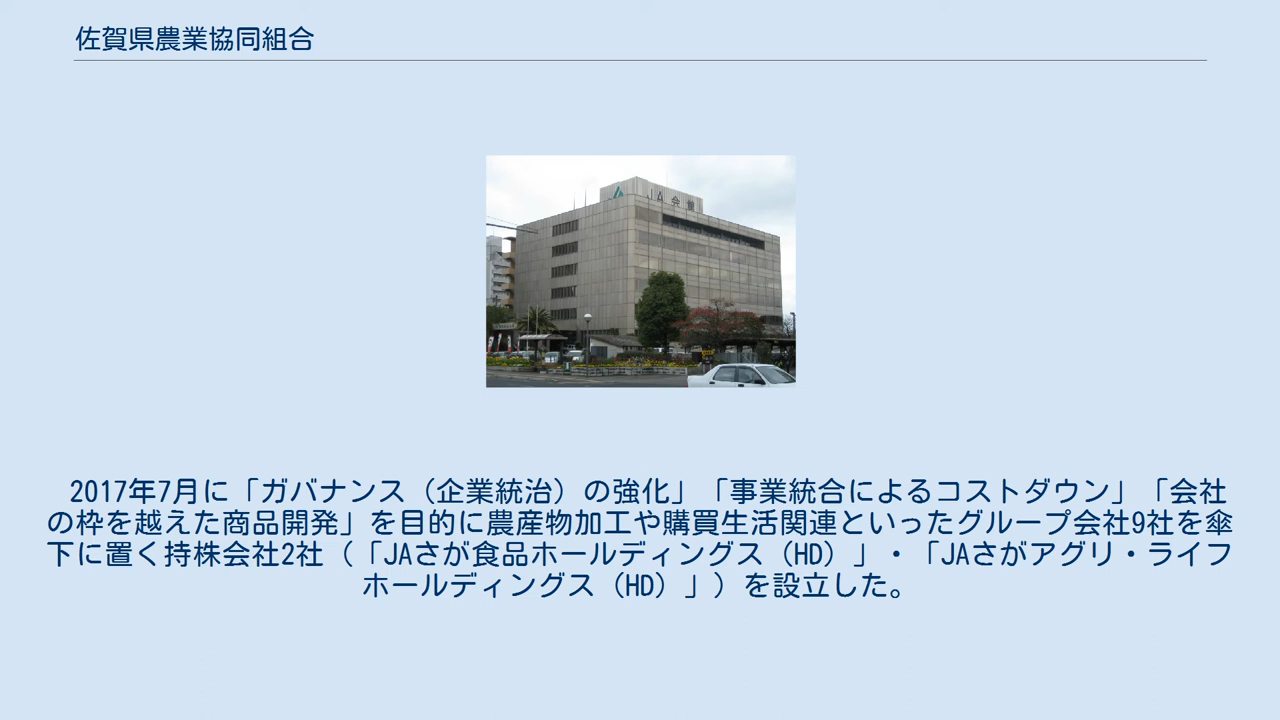 佐賀県農業協同組合
JA会館
2017年7月に「ガバナンス（企業統治）の強化」「事業統合によるコストダウン」「会社
の枠を越えた商品開発」を目的に農産物加工や購買生活関連といったグループ会社9社を傘
下に置く持株会社2社（「JAさが食品ホールディングス（HD）」・「JAさがアグリ・ライフ
ホールディングス（HD）」）を設立した。